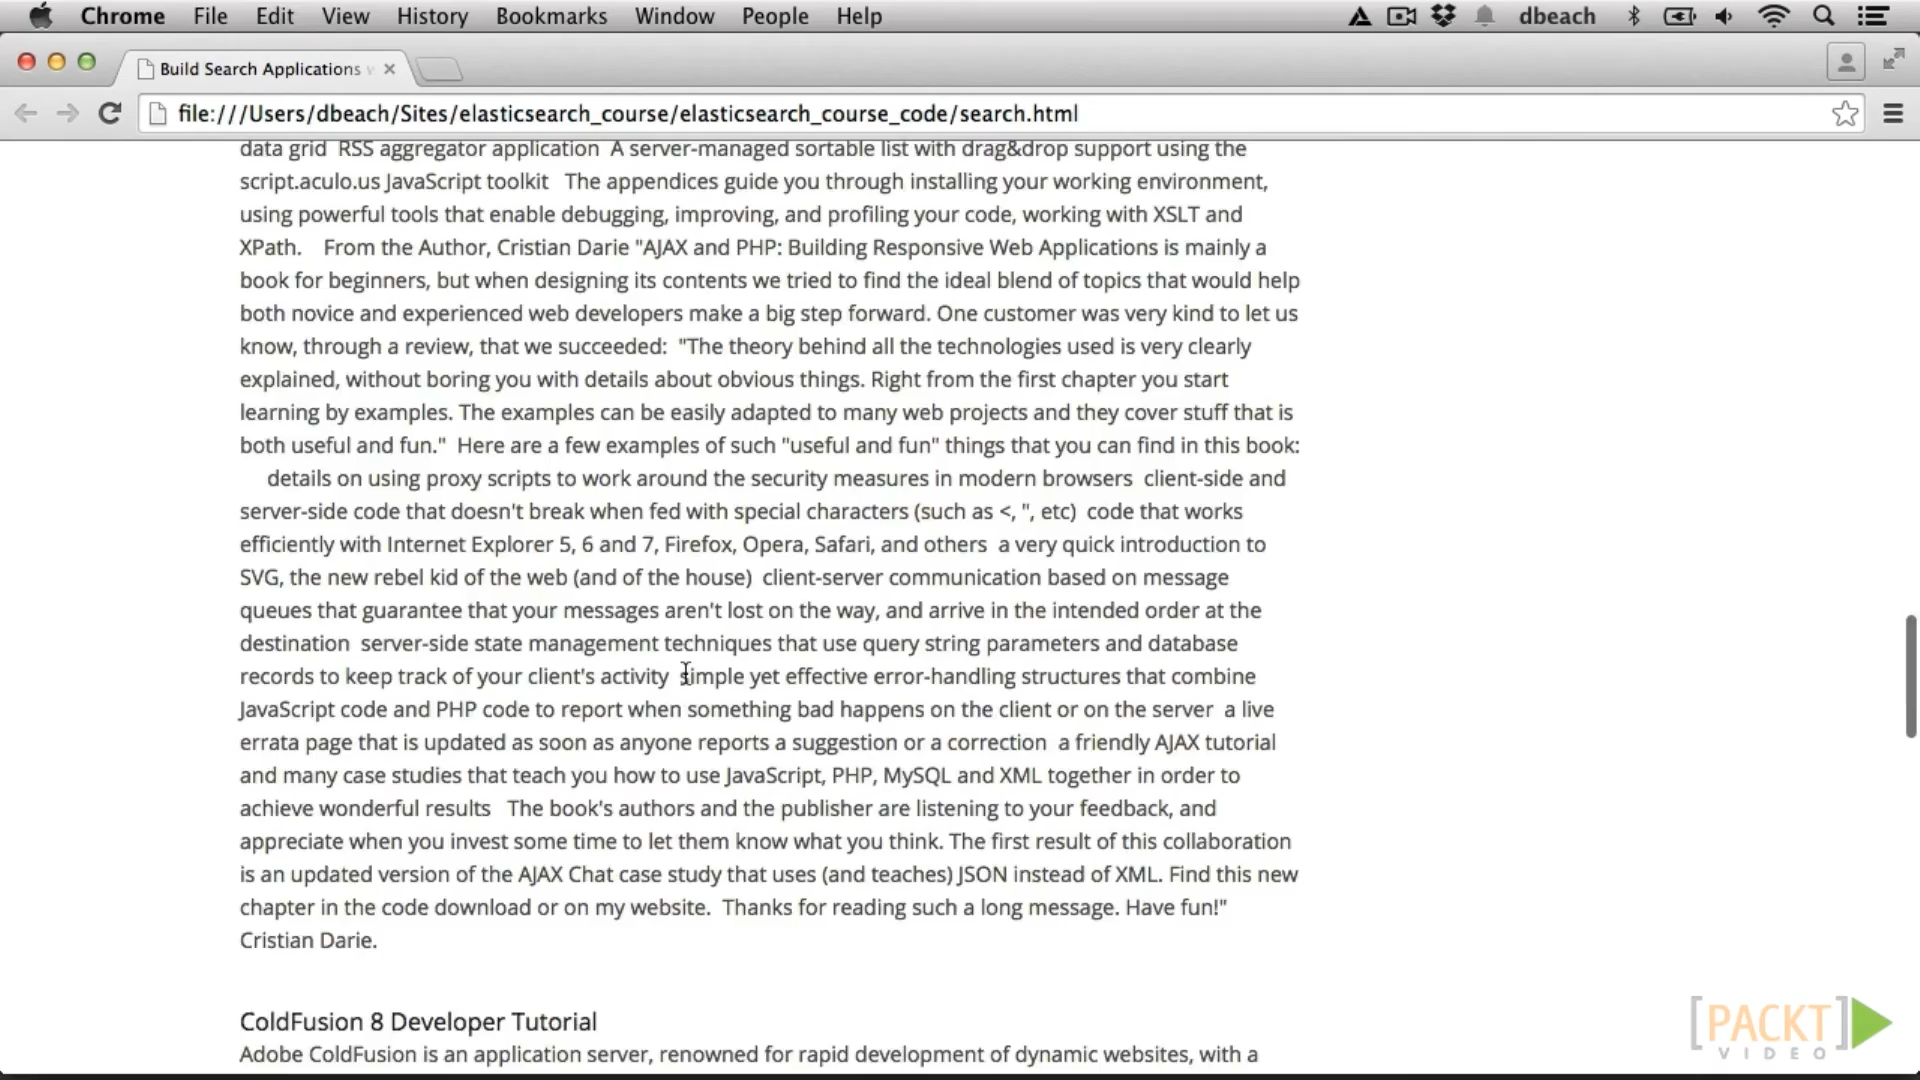 Chrome File Edit View History Bookmarks Window People Help dbeach
Build Search Applications
file:///Users/dbeach/Sites/elasticsearch_course/elasticsearch_course_code/search.html
data grid  RSS aggregator application  A server-managed sortable list with drag&drop support using the
script.aculo.us JavaScript toolkit   The appendices guide you through installing your working environment,
using powerful tools that enable debugging, improving, and profiling your code, working with XSLT and
XPath.    From the Author, Cristian Darie "AJAX and PHP: Building Responsive Web Applications is mainly a
book for beginners, but when designing its contents we tried to find the ideal blend of topics that would help
both novice and experienced web developers make a big step forward. One customer was very kind to let us
know, through a review, that we succeeded:  "The theory behind all the technologies used is very clearly
explained, without boring you with details about obvious things. Right from the first chapter you start
learning by examples. The examples can be easily adapted to many web projects and they cover stuff that is
both useful and fun."  Here are a few examples of such "useful and fun" things that you can find in this book:
details on using proxy scripts to work around the security measures in modern browsers  client-side and
server-side code that doesn't break when fed with special characters (such as <, ", etc)  code that works
efficiently with Internet Explorer 5, 6 and 7, Firefox, Opera, Safari, and others  a very quick introduction to
SVG, the new rebel kid of the web (and of the house)  client-server communication based on message
queues that guarantee that your messages aren't lost on the way, and arrive in the intended order at the
destination  server-side state management techniques that use query string parameters and database
records to keep track of your client's activity  simple yet effective error-handling structures that combine
JavaScript code and PHP code to report when something bad happens on the client or on the server  a live
errata page that is updated as soon as anyone reports a suggestion or a correction  a friendly AJAX tutorial
and many case studies that teach you how to use JavaScript, PHP, MySQL and XML together in order to
achieve wonderful results   The book's authors and the publisher are listening to your feedback, and
appreciate when you invest some time to let them know what you think. The first result of this collaboration
is an updated version of the AJAX Chat case study that uses (and teaches) JSON instead of XML. Find this new
chapter in the code download or on my website.  Thanks for reading such a long message. Have fun!"
Cristian Darie.
ColdFusion 8 Developer Tutorial
Adobe ColdFusion is an application server, renowned for rapid development of dynamic websites, with a
[PACKT]
VIDEO